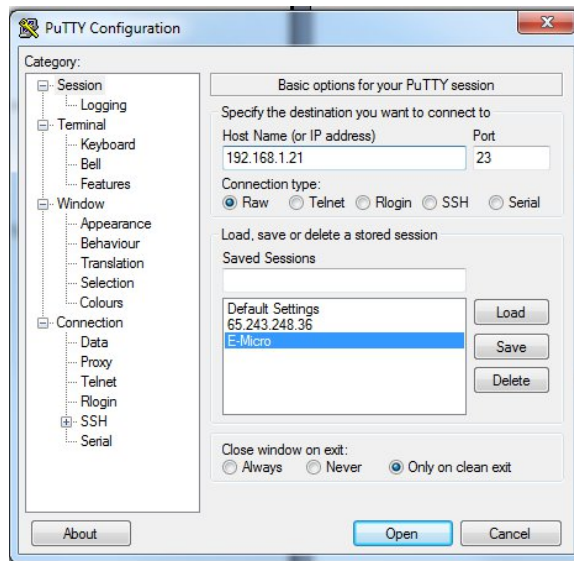 PuTTY Configuration
Category:
Session
Logging
Terminal
Keyboard
Bell
Features
Window
Appearance
Behaviour
Translation
Selection
Colours
Connection
Data
Proxy
Telnet
Rlogin
SSH
Serial
Basic options for your PuTTY session
Specify the destination you want to connect to
Host Name (or IP address) Port
192.168.1.21 23
Connection type:
Raw Telnet Rlogin SSH Serial
Load, save or delete a stored session
Saved Sessions
Default Settings
65.243.248.36
E-Micro
Load
Save
Delete
Close window on exit:
Always Never Only on clean exit
About Open Cancel